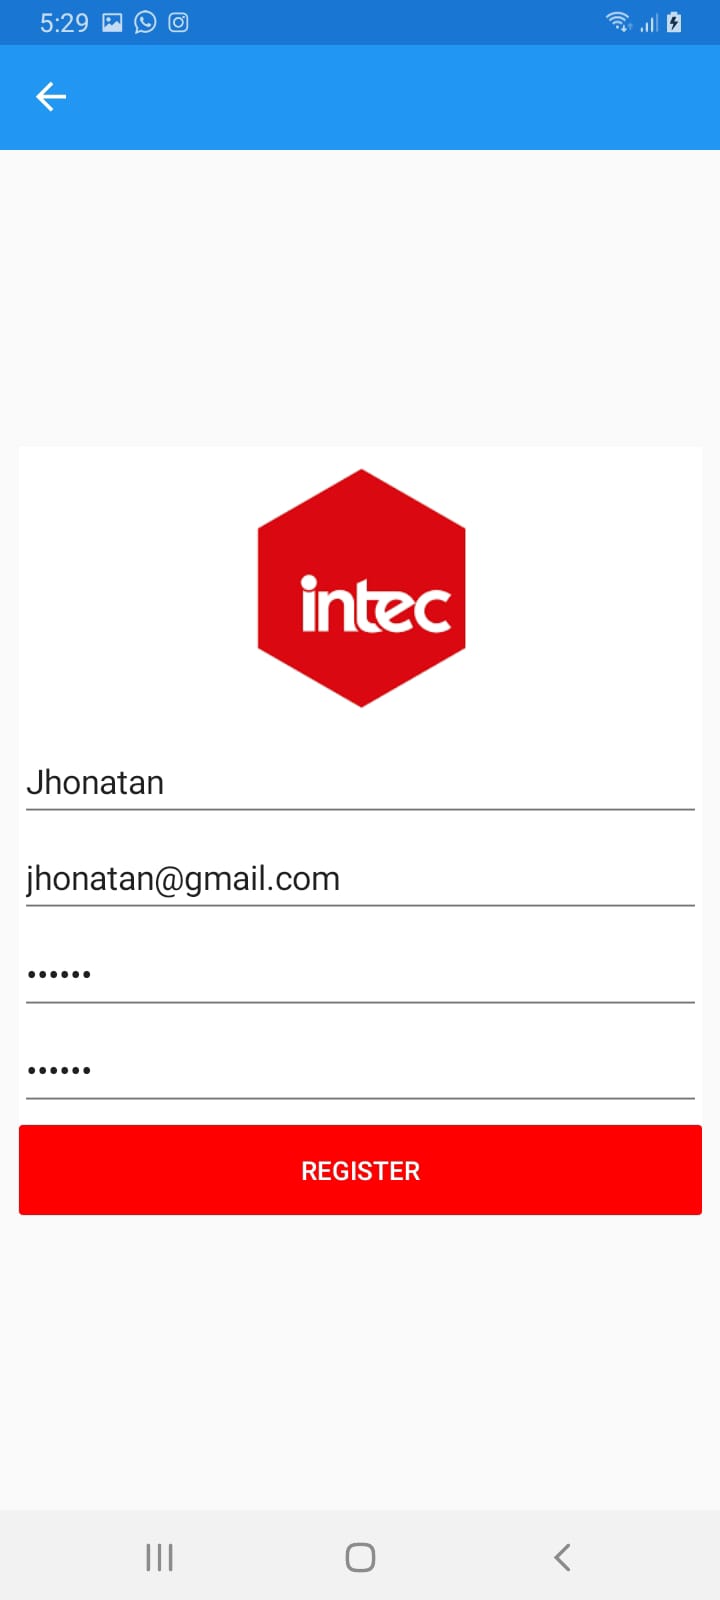 5:29
intec
Jhonatan
jhonatan@gmail.com
••••••
••••••
REGISTER